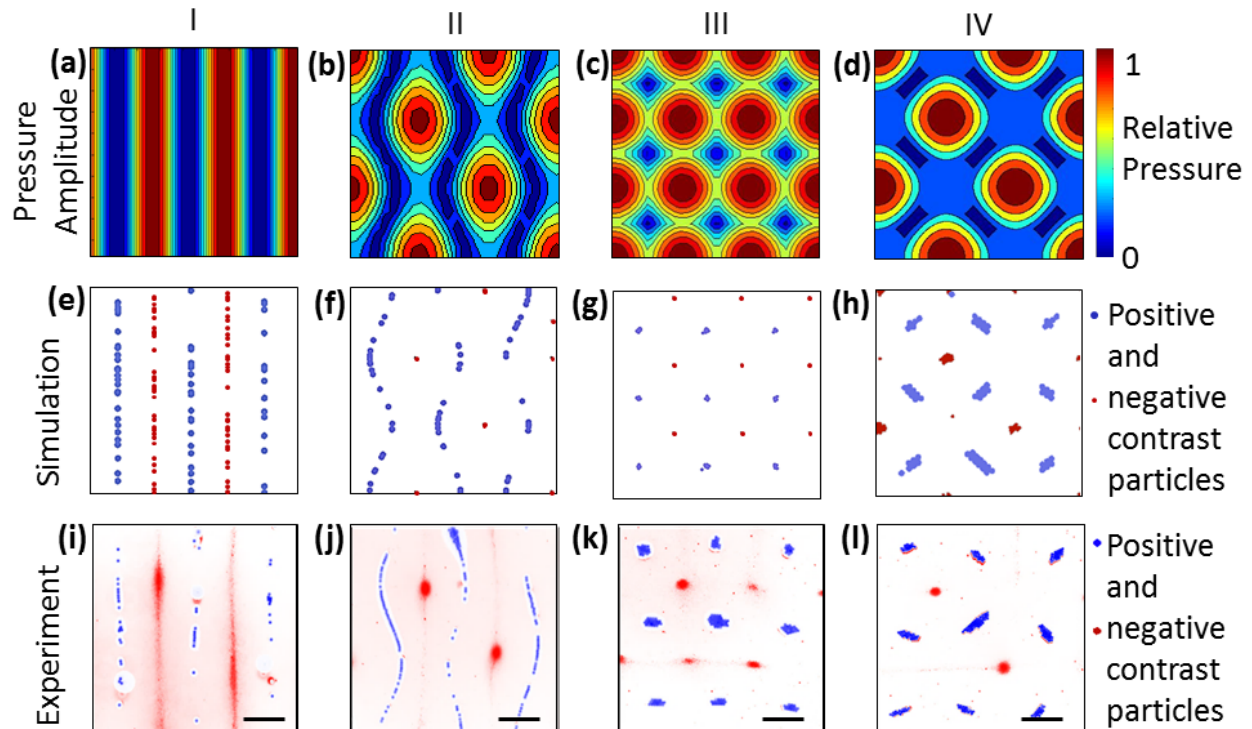 I II III IV
(a) (b) (c) (d)
Pressure
Amplitude
1
Relative
Pressure
0
(e) (f) (g) (h)
Simulation
Positive
and
negative
contrast
particles
(i) (j) (k) (l)
Experiment
Positive
and
negative
contrast
particles